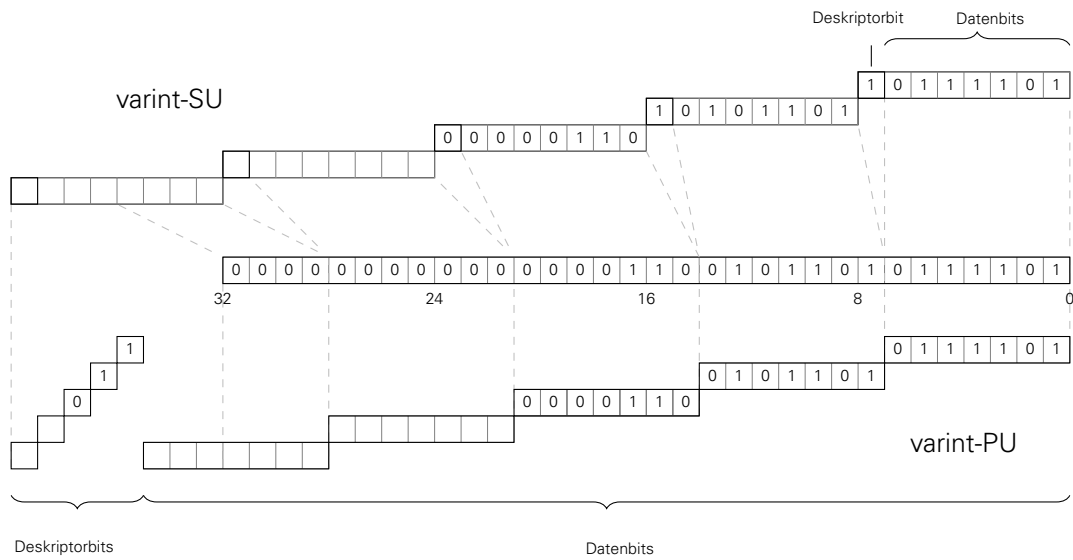 Deskriptorbit Datenbits
varint-SU
1 0 1 1 1 1 0 1
1 0 1 0 1 1 0 1
0 0 0 0 0 1 1 0
0 0 0 0 0 0 0 0 0 0 0 0 0 0 0 1 1 0 0 1 0 1 1 0 1 0 1 1 1 1 0 1
32 24 16 8 0
1 0 1 1 1 1 0 1
1 0 1 0 1 1 0 1
0 0 0 0 0 1 1 0
varint-PU
Deskriptorbits Datenbits